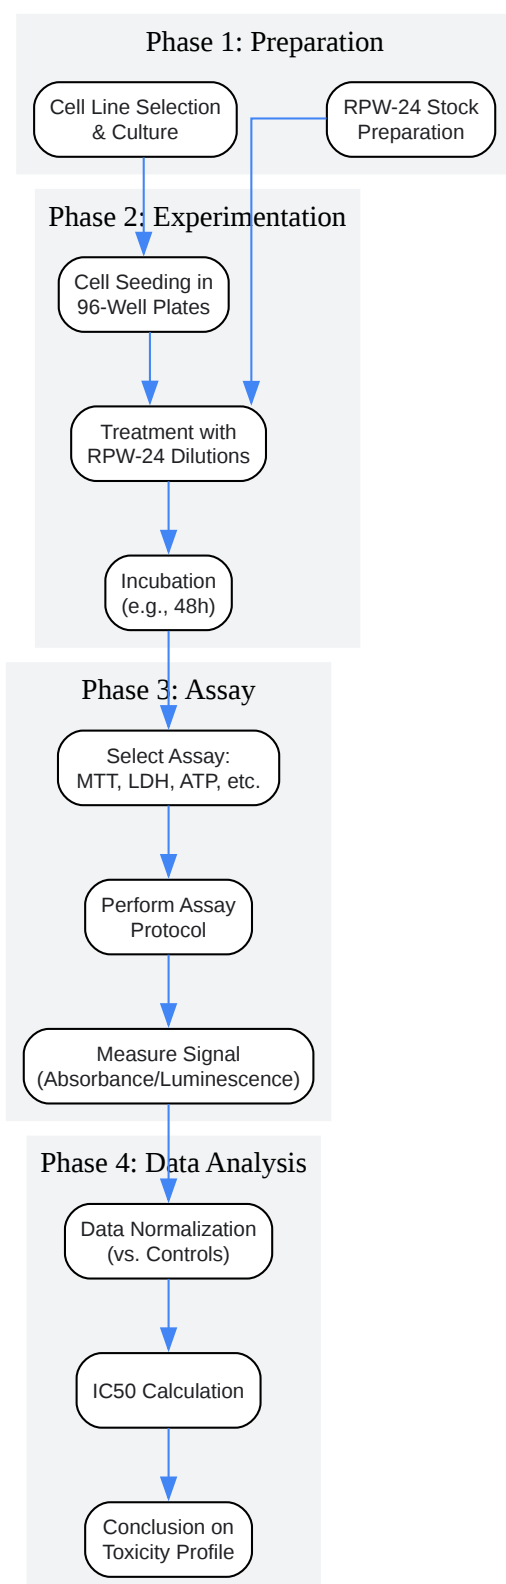 Phase 1: Preparation
Cell Line Selection
& Culture
RPW-24 Stock
Preparation
Phase 2: Experimentation
Cell Seeding in
96-Well Plates
Treatment with
RPW-24 Dilutions
Incubation
(e.g., 48h)
Phase 3: Assay
Select Assay:
MTT, LDH, ATP, etc.
Perform Assay
Protocol
Measure Signal
(Absorbance/Luminescence)
Phase 4: Data Analysis
Data Normalization
(vs. Controls)
IC50 Calculation
Conclusion on
Toxicity Profile